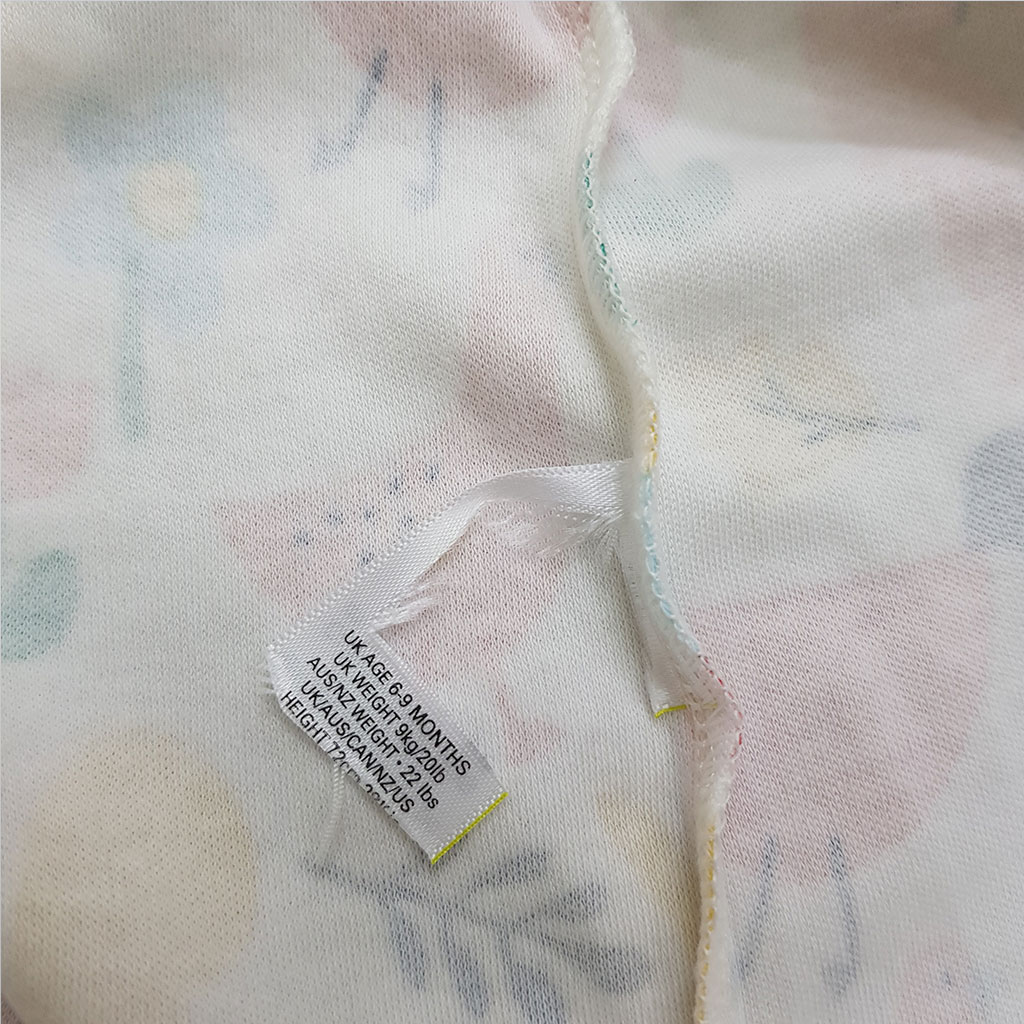 UK AGE 6-9 MONTHS
UK WEIGHT 9kg/20lb
AUS/NZ WEIGHT • 22 lbs
UK/AUS/CAN/NZ/US
HEIGHT